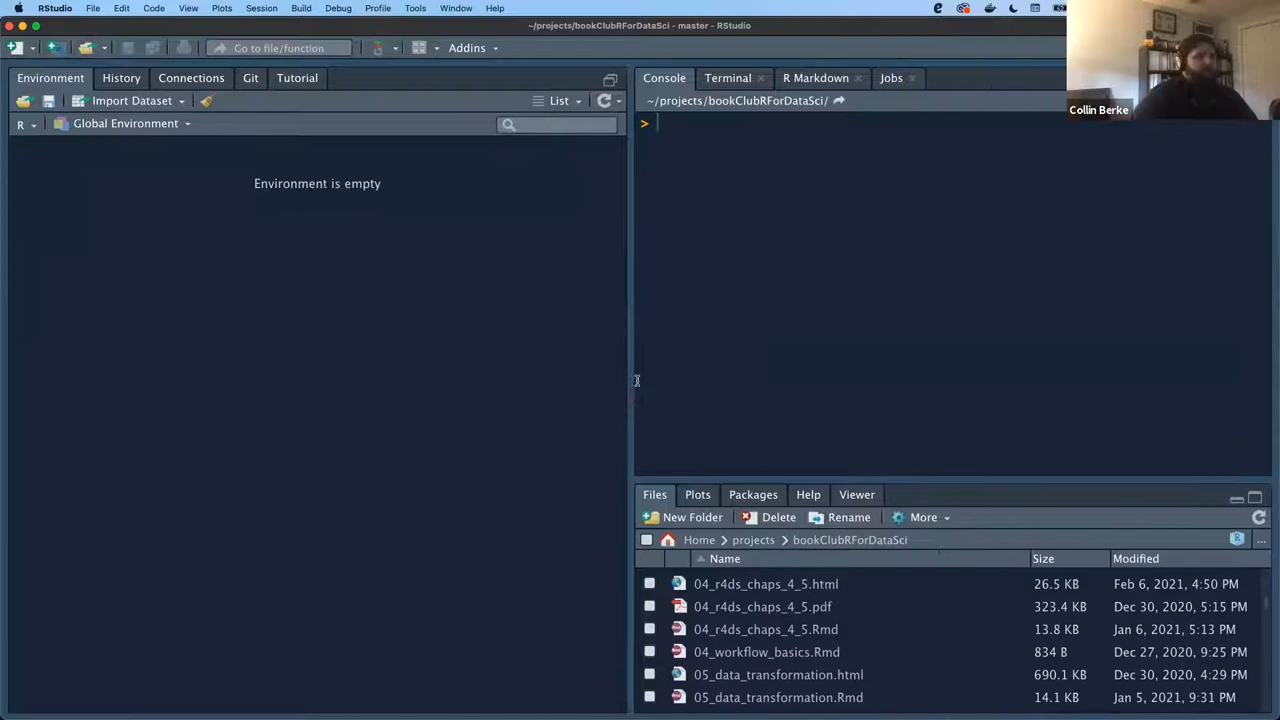 RStudio File Edit Code View Plots Session Build Debug Profile Tools Window Help
~/projects/bookClubRForDataSci - master - RStudio
Go to file/function Addins
Environment History Connections Git Tutorial
Import Dataset List
R Global Environment
Environment is empty
Console Terminal R Markdown Jobs
~/projects/bookClubRForDataSci/
>
Collin Berke
Files Plots Packages Help Viewer
New Folder Delete Rename More
Home projects bookClubRForDataSci ...
Name Size Modified
04_r4ds_chaps_4_5.html 26.5 KB Feb 6, 2021, 4:50 PM
04_r4ds_chaps_4_5.pdf 323.4 KB Dec 30, 2020, 5:15 PM
04_r4ds_chaps_4_5.Rmd 13.8 KB Jan 6, 2021, 5:13 PM
04_workflow_basics.Rmd 834 B Dec 27, 2020, 9:25 PM
05_data_transformation.html 690.1 KB Dec 30, 2020, 4:29 PM
05_data_transformation.Rmd 14.1 KB Jan 5, 2021, 9:31 PM